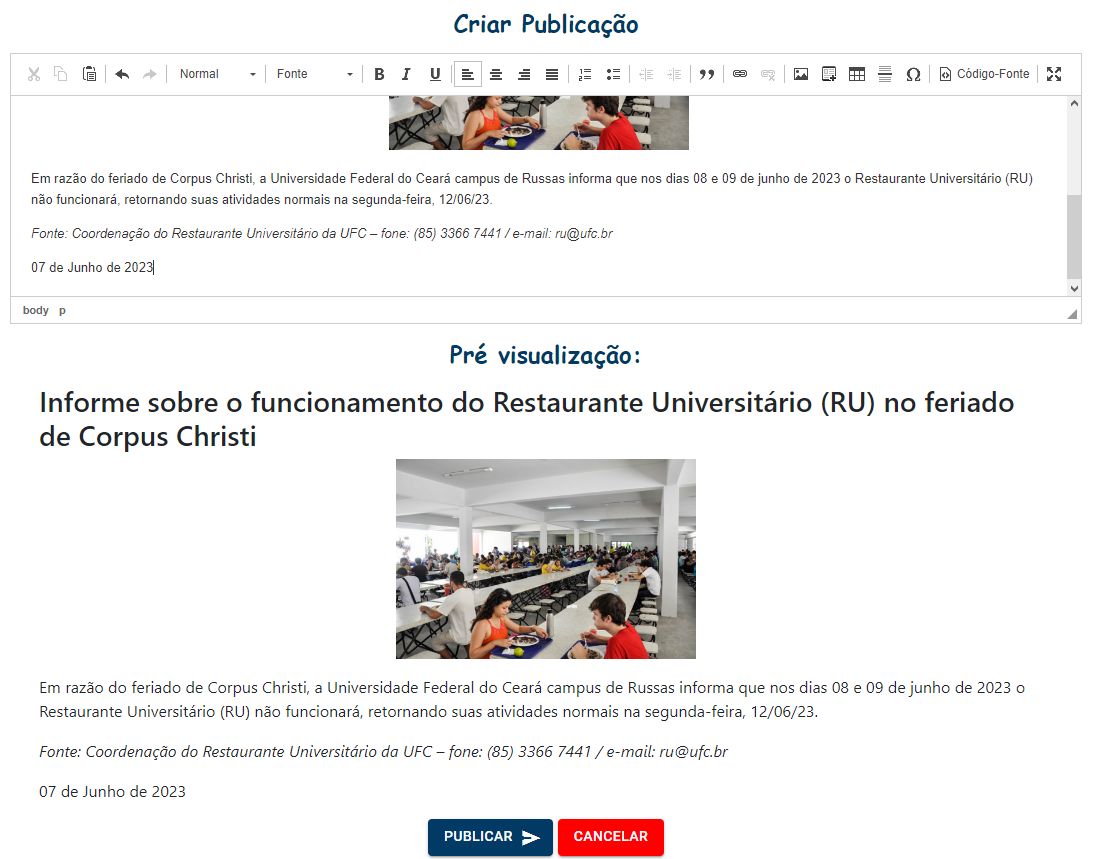 Criar Publicação
Normal Fonte B I U Código-Fonte
Em razão do feriado de Corpus Christi, a Universidade Federal do Ceará campus de Russas informa que nos dias 08 e 09 de junho de 2023 o Restaurante Universitário (RU)
não funcionará, retornando suas atividades normais na segunda-feira, 12/06/23.
Fonte: Coordenação do Restaurante Universitário da UFC – fone: (85) 3366 7441 / e-mail: ru@ufc.br
07 de Junho de 2023
body p
Pré visualização:
Informe sobre o funcionamento do Restaurante Universitário (RU) no feriado
de Corpus Christi
Em razão do feriado de Corpus Christi, a Universidade Federal do Ceará campus de Russas informa que nos dias 08 e 09 de junho de 2023 o
Restaurante Universitário (RU) não funcionará, retornando suas atividades normais na segunda-feira, 12/06/23.
Fonte: Coordenação do Restaurante Universitário da UFC – fone: (85) 3366 7441 / e-mail: ru@ufc.br
07 de Junho de 2023
PUBLICAR CANCELAR